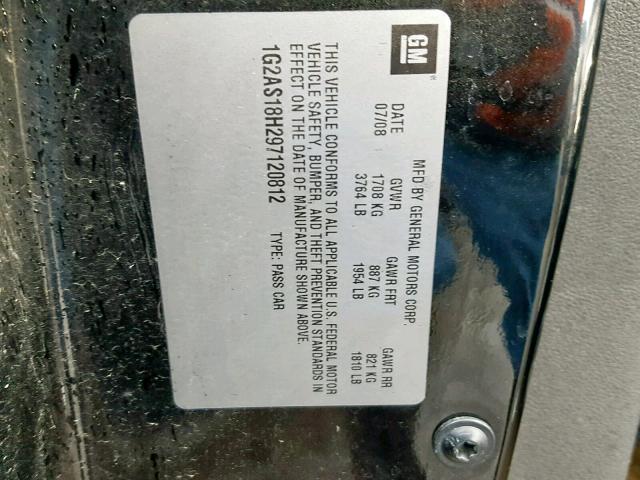 GM
MFD BY GENERAL MOTORS CORP.
DATE GVWR GAWR FRT GAWR RR
07/08 1708 KG 887 KG 821 KG
3764 LB 1954 LB 1810 LB
THIS VEHICLE CONFORMS TO ALL APPLICABLE U.S. FEDERAL MOTOR
VEHICLE SAFETY, BUMPER, AND THEFT PREVENTION STANDARDS IN
EFFECT ON THE DATE OF MANUFACTURE SHOWN ABOVE.
1G2AS18H297120812 TYPE: PASS CAR